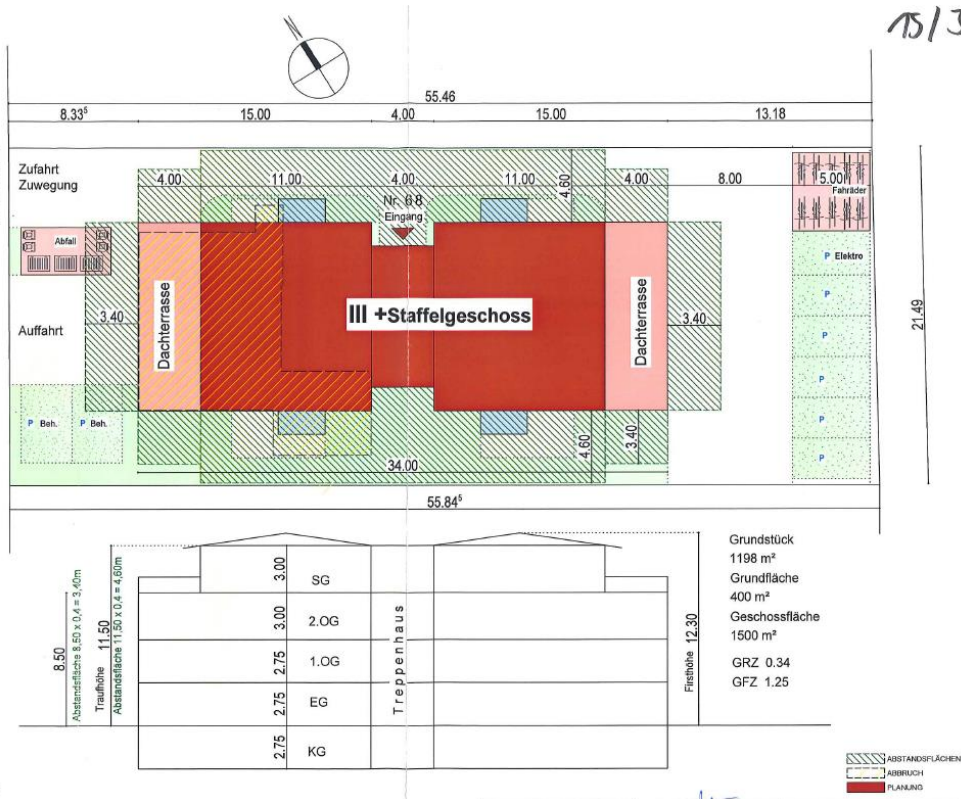 15/3
55.46
8.33⁵ 15.00 4.00 15.00 13.18
Zufahrt
Zuwegung
4.00 11.00 4.00 11.00 4.60 4.00 8.00 5.00
Fahrräder
Nr. 68
Eingang
Abfall
P Elektro
Dachterrasse
III +Staffelgeschoss
Dachterrasse
21.49
Auffahrt
3.40
3.40
P
P
P
P
P
P Beh. P Beh.
34.00
4.60
3.40
55.84⁵
8.50
Abstandsfläche 8,50 x 0,4 = 3,40m
Traufhöhe 11.50
Abstandsfläche 11,50 x 0,4 = 4,60m
3.00 SG
3.00 2.OG
2.75 1.OG
2.75 EG
2.75 KG
Treppenhaus
Firsthöhe 12.30
Grundstück
1198 m²
Grundfläche
400 m²
Geschossfläche
1500 m²
GRZ 0.34
GFZ 1.25
ABSTANDSFLÄCHEN
ABBRUCH
PLANUNG